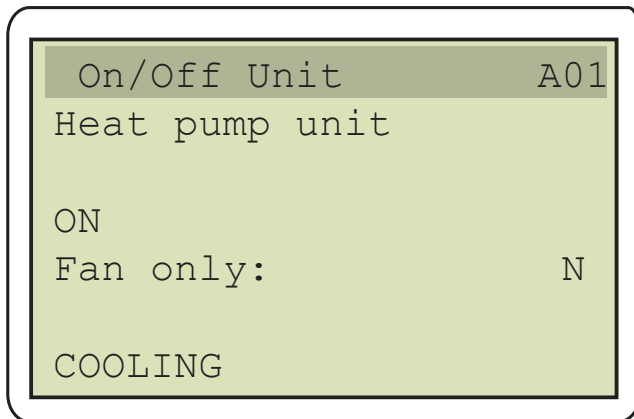 On/Off Unit A01
Heat pump unit
ON
Fan only: N
COOLING